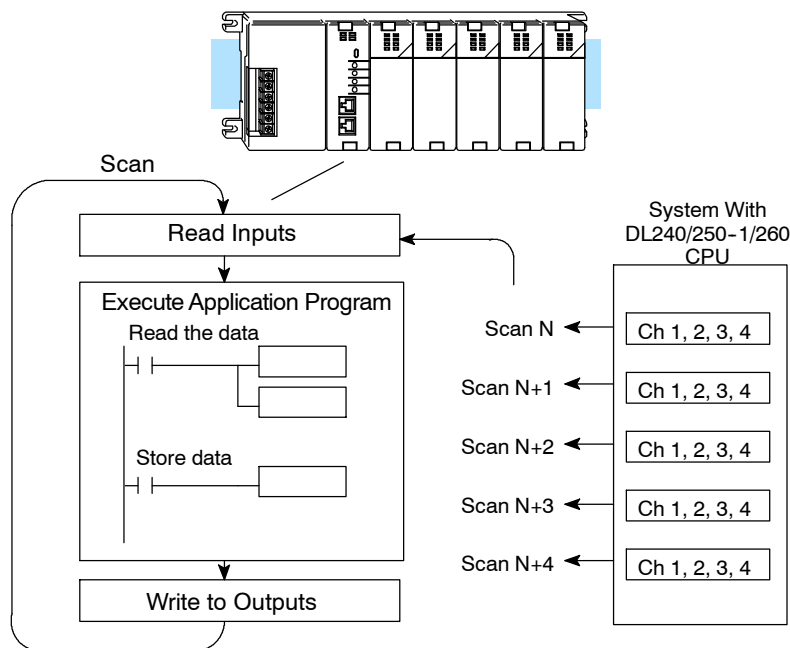 Scan
Read Inputs
Execute Application Program
Read the data
Store data
Write to Outputs
System With
DL240/250-1/260
CPU
Scan N
Ch 1, 2, 3, 4
Scan N+1
Ch 1, 2, 3, 4
Scan N+2
Ch 1, 2, 3, 4
Scan N+3
Ch 1, 2, 3, 4
Scan N+4
Ch 1, 2, 3, 4